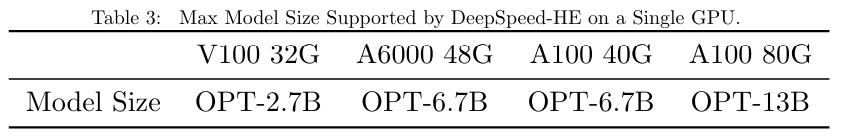 Table 3: Max Model Size Supported by DeepSpeed-HE on a Single GPU.
V100 32G A6000 48G A100 40G A100 80G
Model Size OPT-2.7B OPT-6.7B OPT-6.7B OPT-13B